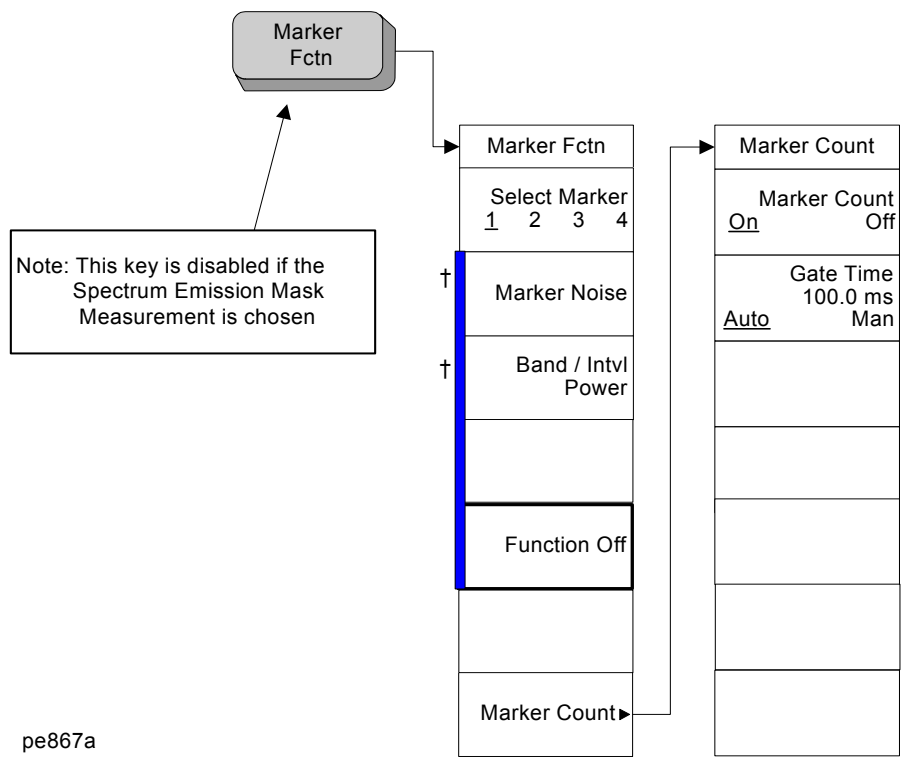 Marker
Fctn
Note: This key is disabled if the
Spectrum Emission Mask
Measurement is chosen
Marker Fctn
Select Marker
1 2 3 4
†
Marker Noise
†
Band / Intvl
Power
Function Off
Marker Count
Marker Count
Marker Count
On Off
Gate Time
100.0 ms
Auto Man
pe867a